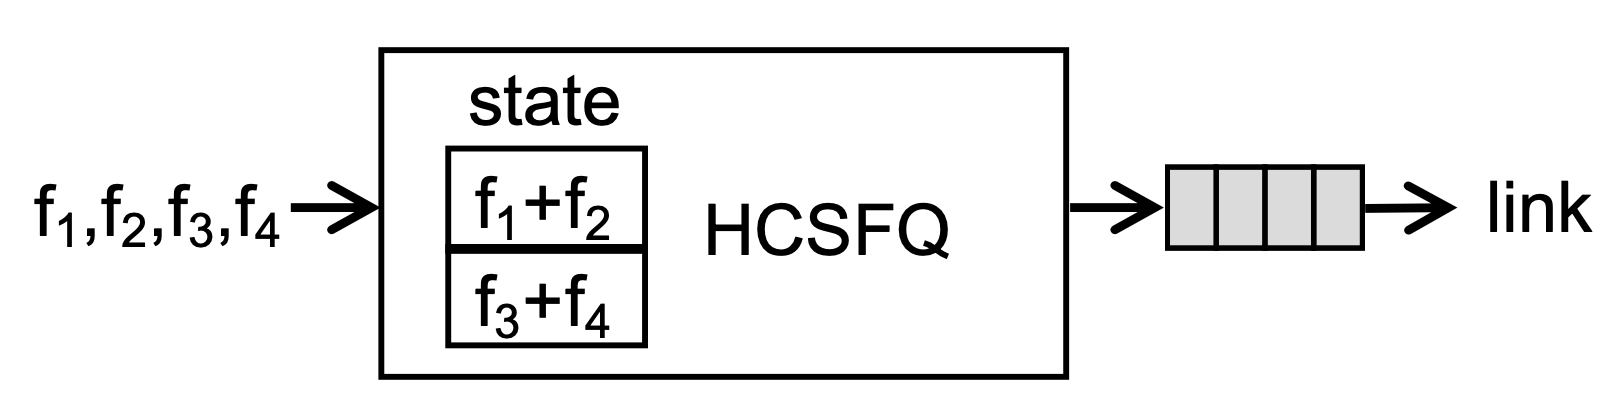 state
f₁,f₂,f₃,f₄
f₁+f₂
f₃+f₄
HCSFQ
link